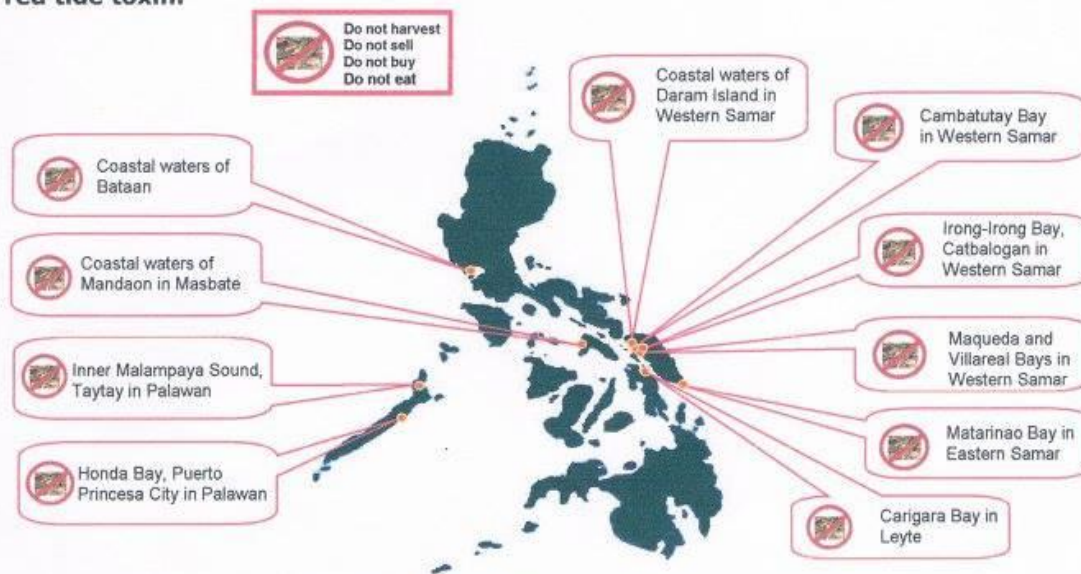 red tide toxin.
Do not harvest
Do not sell
Do not buy
Do not eat
Coastal waters of
Daram Island in
Western Samar
Cambatutay Bay
in Western Samar
Coastal waters of
Bataan
Irong-Irong Bay,
Catbalogan in
Western Samar
Coastal waters of
Mandaon in Masbate
Maqueda and
Villareal Bays in
Western Samar
Inner Malampaya Sound,
Taytay in Palawan
Matarinao Bay in
Eastern Samar
Honda Bay, Puerto
Princesa City in Palawan
Carigara Bay in
Leyte